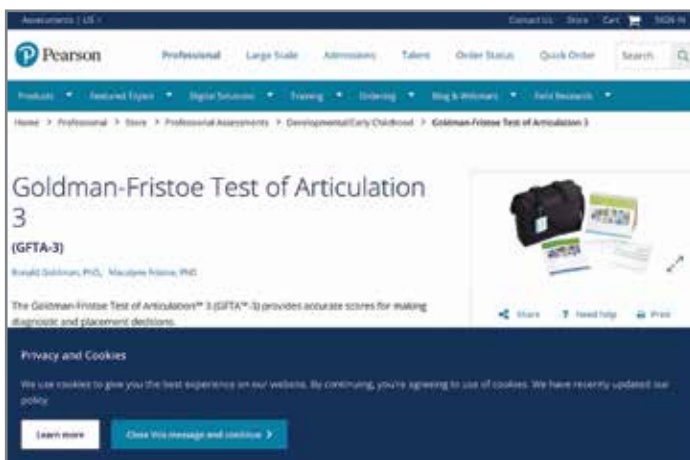 Assessments | US
Contact Us Store Cart SIGN IN
Pearson
Professional Large Scale Admissions Talent Order Status Quick Order Search
Products Featured Topics Digital Solutions Training Ordering Blog & Webinars Field Research
Home > Professional > Store > Professional Assessments > Developmental/Early Childhood > Goldman-Fristoe Test of Articulation 3
Goldman-Fristoe Test of Articulation
3
(GFTA-3)
Ronald Goldman, PhD, Macalyne Fristoe, PhD
The Goldman-Fristoe Test of Articulation™ 3 (GFTA™-3) provides accurate scores for making
diagnostic and placement decisions.
Share ? Need help Print
Privacy and Cookies
We use cookies to give you the best experience on our website. By continuing, you're agreeing to use of cookies. We have recently updated our
policy.
Learn more
Close this message and continue >